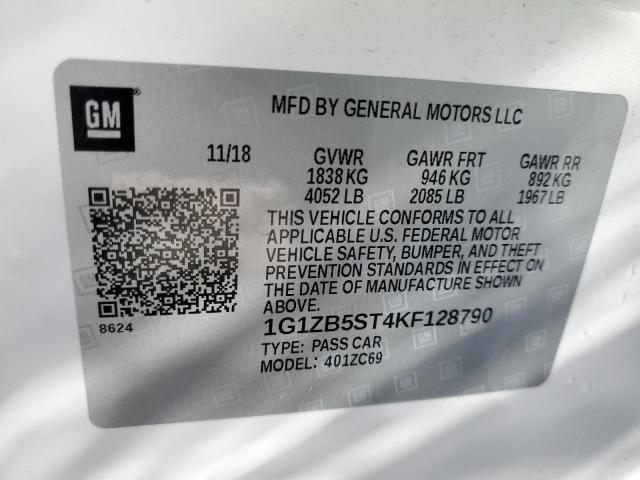 GM
MFD BY GENERAL MOTORS LLC
11/18 GVWR GAWR FRT GAWR RR
1838 KG 946 KG 892 KG
4052 LB 2085 LB 1967 LB
THIS VEHICLE CONFORMS TO ALL
APPLICABLE U.S. FEDERAL MOTOR
VEHICLE SAFETY, BUMPER, AND THEFT
PREVENTION STANDARDS IN EFFECT ON
THE DATE OF MANUFACTURE SHOWN
ABOVE.
8624
1G1ZB5ST4KF128790
TYPE: PASS CAR
MODEL: 401ZC69